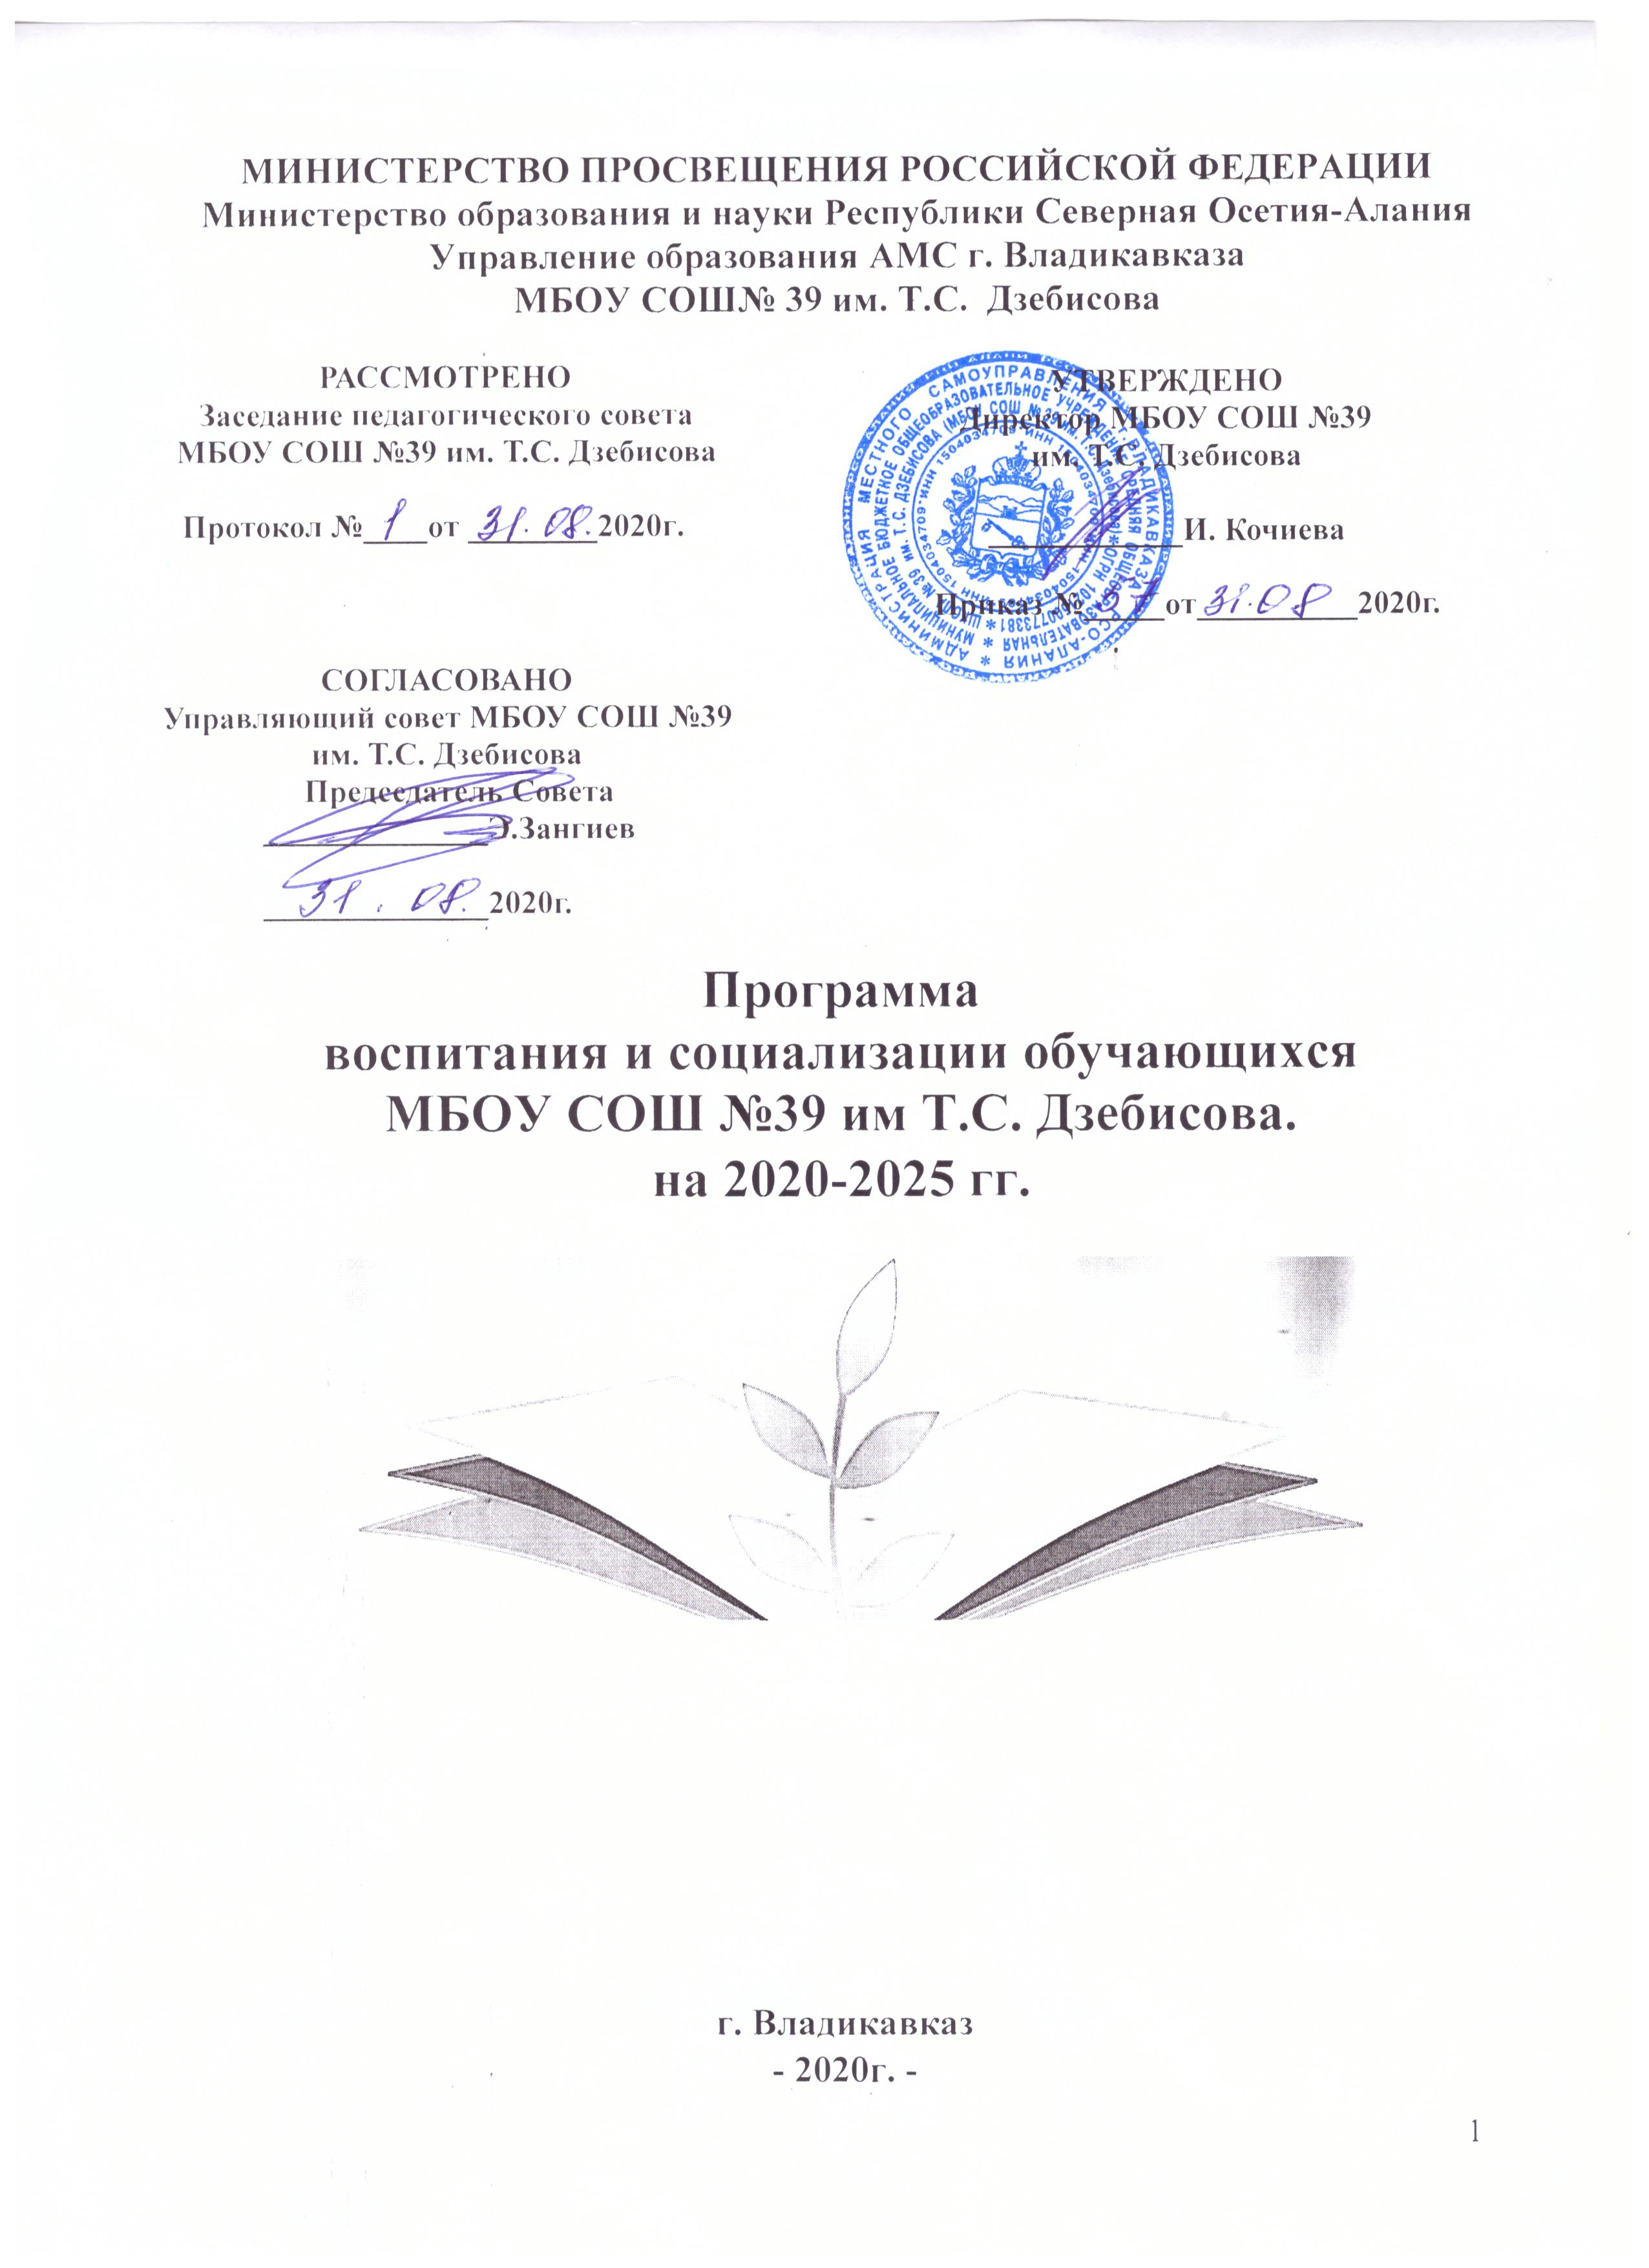 МИНИСТЕРСТВО ПРОСВЕЩЕНИЯ РОССИЙСКОЙ ФЕДЕРАЦИИ
Министерство образования и науки Республики Северная Осетия-Алания
Управление образования АМС г. Владикавказа
МБОУ СОШ№ 39 им. Т.С. Дзебисова
РАССМОТРЕНО
Заседание педагогического совета
МБОУ СОШ №39 им. Т.С. Дзебисова
Протокол № 1 от 31.08.2020г.
УТВЕРЖДЕНО
Директор МБОУ СОШ №39
им. Т.С. Дзебисова
И. Кочиева
Приказ № 37 от 31.08 2020г.
СОГЛАСОВАНО
Управляющий совет МБОУ СОШ №39
им. Т.С. Дзебисова
Председатель Совета
Э.Зангиев
31.08.2020г.
Программа
воспитания и социализации обучающихся
МБОУ СОШ №39 им Т.С. Дзебисова.
на 2020-2025 гг.
г. Владикавказ
- 2020г. -
1